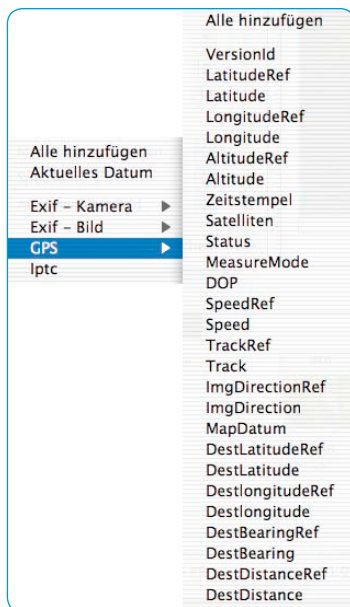 Alle hinzufügen
Aktuelles Datum
Exif – Kamera
Exif – Bild
GPS
Iptc
Alle hinzufügen
VersionId
LatitudeRef
Latitude
LongitudeRef
Longitude
AltitudeRef
Altitude
Zeitstempel
Satelliten
Status
MeasureMode
DOP
SpeedRef
Speed
TrackRef
Track
ImgDirectionRef
ImgDirection
MapDatum
DestLatitudeRef
DestLatitude
DestlongitudeRef
Destlongitude
DestBearingRef
DestBearing
DestDistanceRef
DestDistance